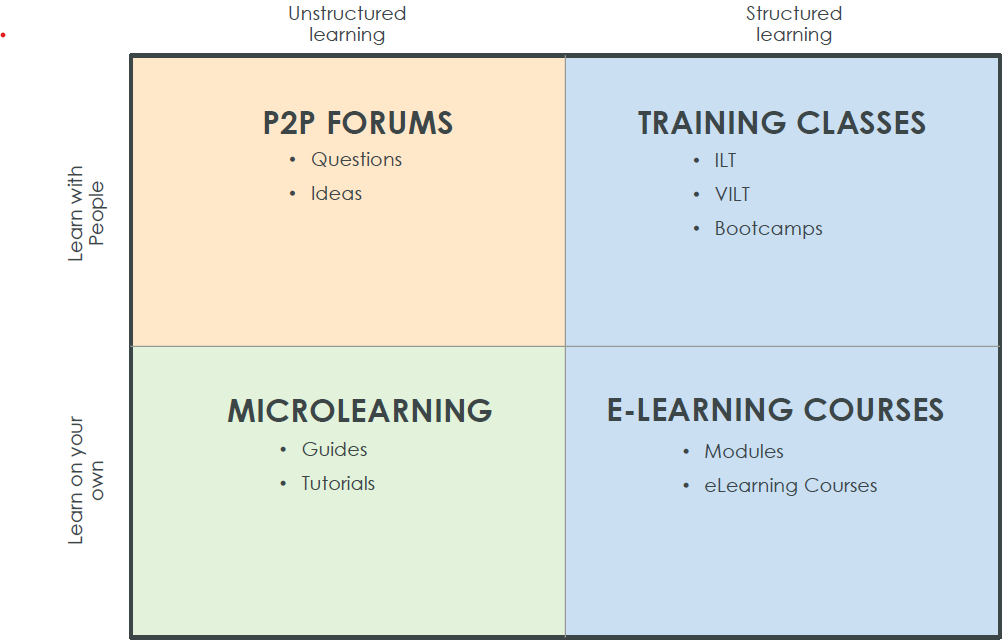 Unstructured
learning
Structured
learning
Learn with
People
P2P FORUMS
• Questions
• Ideas
TRAINING CLASSES
• ILT
• VILT
• Bootcamps
Learn on your
own
MICROLEARNING
• Guides
• Tutorials
E-LEARNING COURSES
• Modules
• eLearning Courses